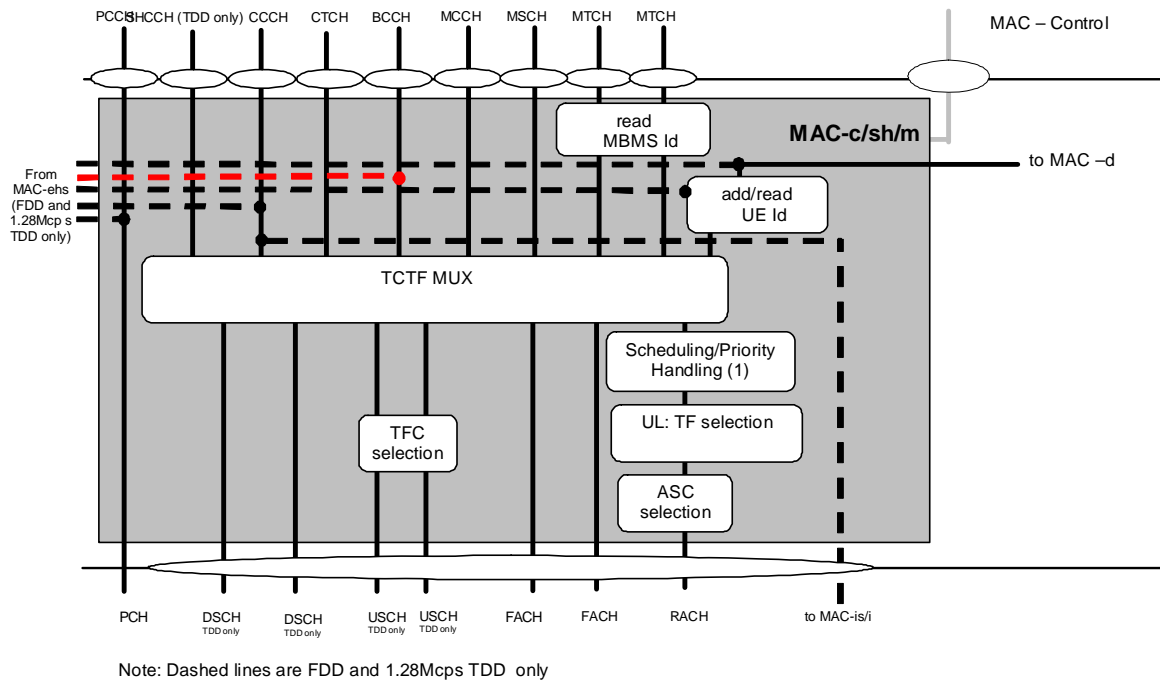 PCCH SHCCH (TDD only) CCCH CTCH BCCH MCCH MSCH MTCH MTCH
MAC – Control
read
MBMS Id
MAC-c/sh/m
to MAC –d
From
MAC-ehs
(FDD and
1.28Mcp s
TDD only)
add/read
UE Id
TCTF MUX
Scheduling/Priority
Handling (1)
UL: TF selection
TFC
selection
ASC
selection
PCH DSCH DSCH USCH USCH FACH FACH RACH to MAC-is/i
TDD only TDD only TDD only TDD only
Note: Dashed lines are FDD and 1.28Mcps TDD only